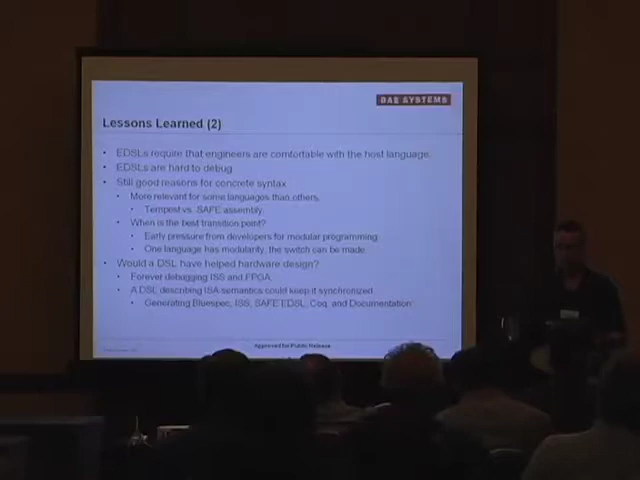 BAE SYSTEMS
Lessons Learned (2)
• EDSLs require that engineers are comfortable with the host language.
• EDSLs are hard to debug
• Still good reasons for concrete syntax
• More relevant for some languages than others.
• Tempest vs. SAFE assembly.
• When is the best transition point?
• Early pressure from developers for modular programming
• One language has modularity, the switch can be made.
• Would a DSL have helped hardware design?
• Forever debugging ISS and FPGA.
• A DSL describing ISA semantics could keep it synchronized.
• Generating Bluespec, ISS, SAFE EDSL, Coq, and Documentation
Approved for Public Release